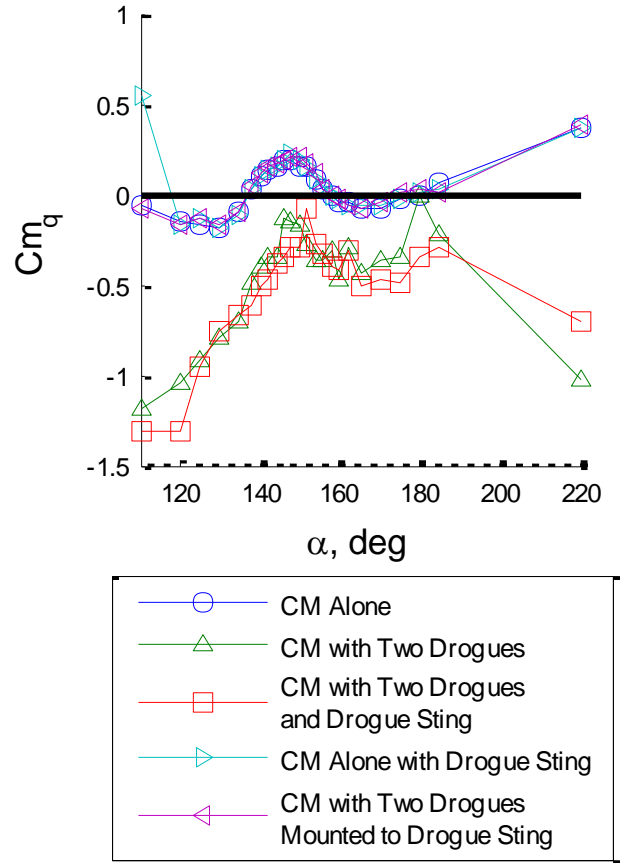 1
0.5
0
-0.5
-1
-1.5
Cm_q
120 140 160 180 200 220
α, deg
CM Alone
CM with Two Drogues
CM with Two Drogues
and Drogue Sting
CM Alone with Drogue Sting
CM with Two Drogues
Mounted to Drogue Sting